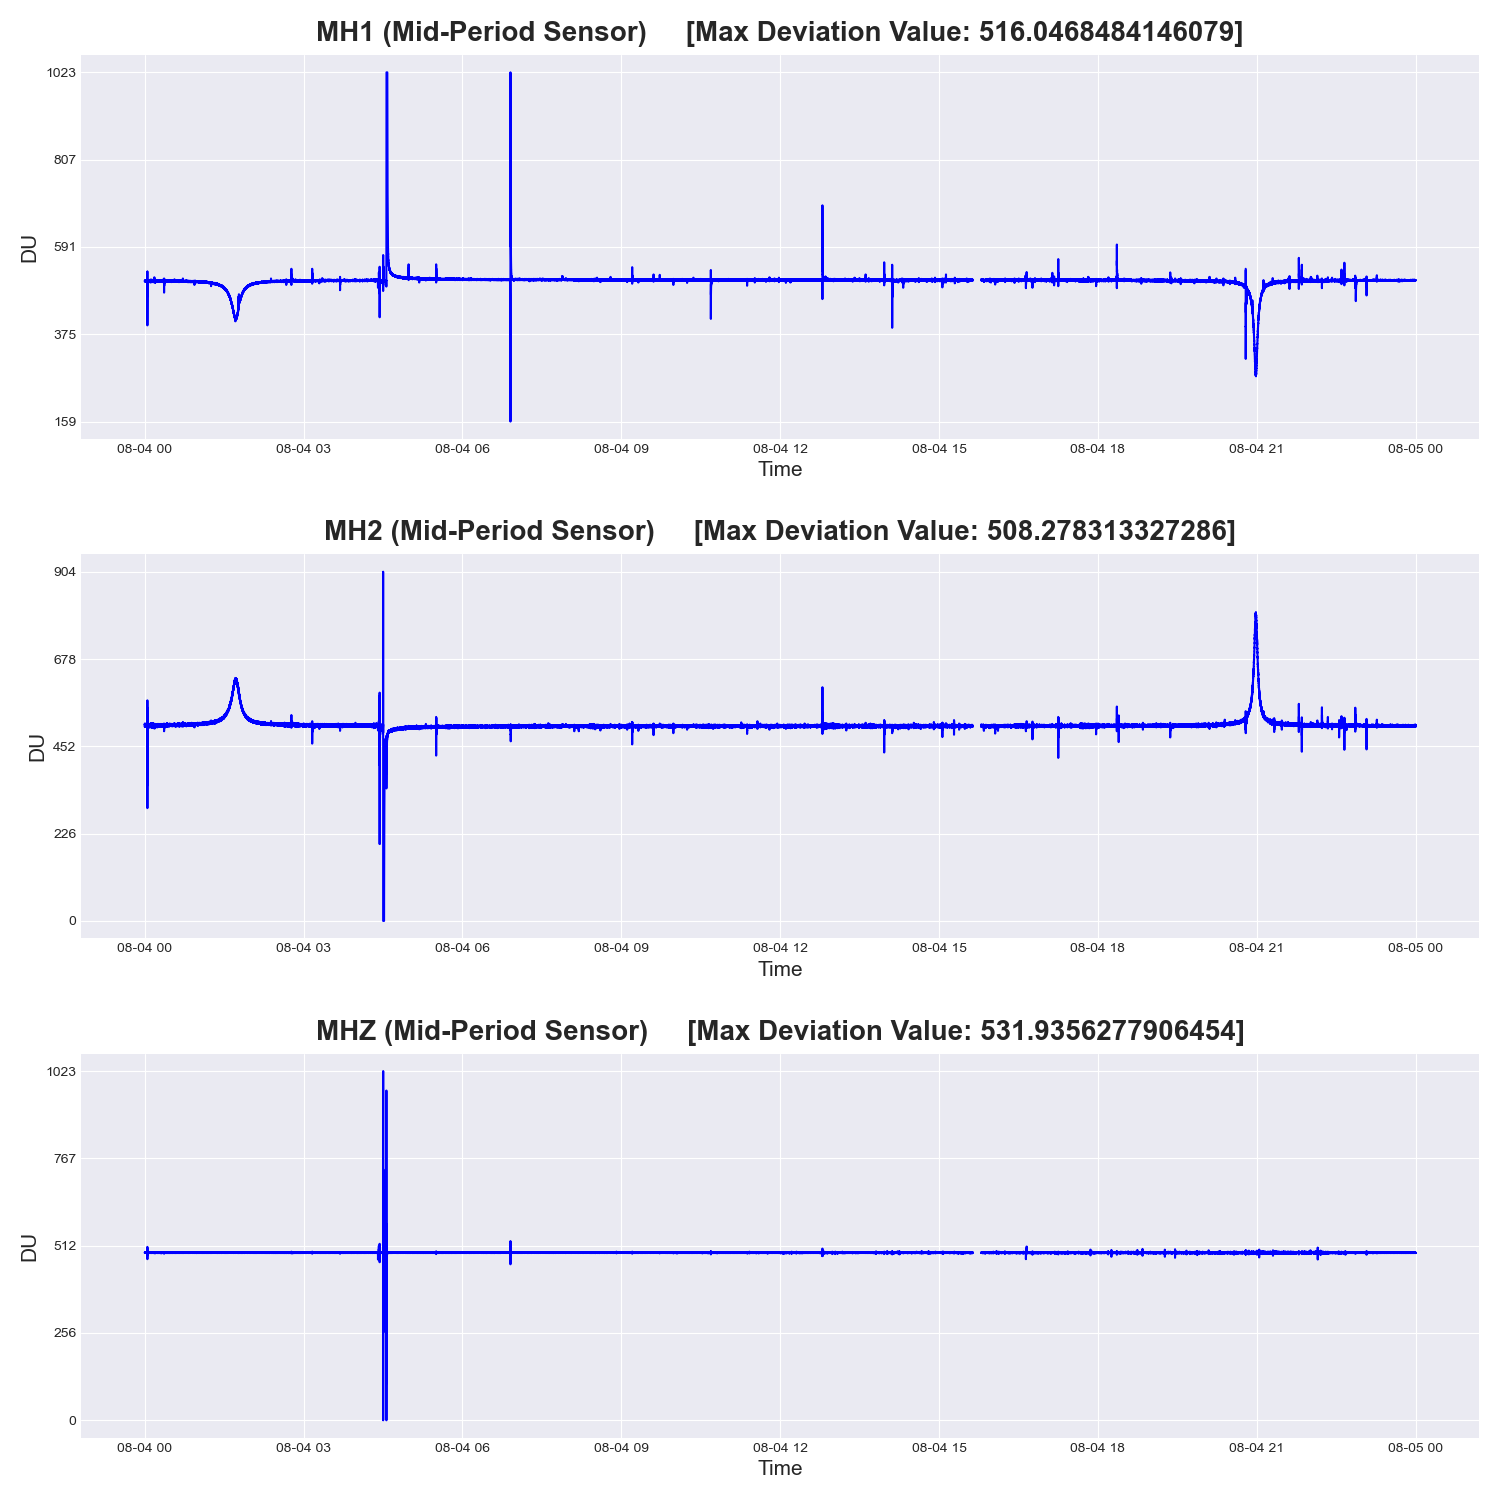 MH1 (Mid-Period Sensor) [Max Deviation Value: 516.0468484146079]
1023
807
591
375
159
DU
08-04 00 08-04 03 08-04 06 08-04 09 08-04 12 08-04 15 08-04 18 08-04 21 08-05 00
Time
MH2 (Mid-Period Sensor) [Max Deviation Value: 508.278313327286]
904
678
452
226
0
DU
08-04 00 08-04 03 08-04 06 08-04 09 08-04 12 08-04 15 08-04 18 08-04 21 08-05 00
Time
MHZ (Mid-Period Sensor) [Max Deviation Value: 531.9356277906454]
1023
767
512
256
0
DU
08-04 00 08-04 03 08-04 06 08-04 09 08-04 12 08-04 15 08-04 18 08-04 21 08-05 00
Time